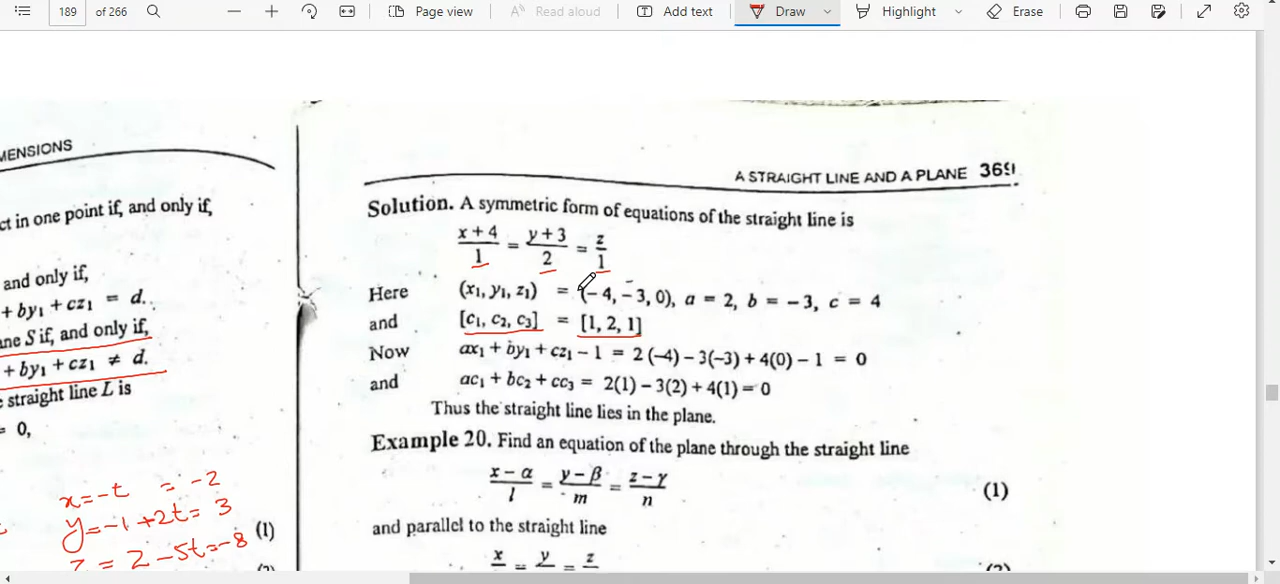 189 of 266 Page view Read aloud Add text Draw Highlight Erase
MENSIONS
ct in one point if, and only if,
and only if,
+ by₁ + cz₁ = d.
ane S if, and only if,
+ by₁ + cz₁ ≠ d.
straight line L is
= 0,
x=-t = -2
y=-1+2t= 3
z = 2-5t=-8
(1)
A STRAIGHT LINE AND A PLANE 369
Solution. A symmetric form of equations of the straight line is
x + 4 / 1 = y + 3 / 2 = z / 1
Here (x₁, y₁, z₁) = (– 4, – 3, 0), a = 2, b = – 3, c = 4
and [c₁, c₂, c₃] = [1, 2, 1]
Now ax₁ + by₁ + cz₁ – 1 = 2 (–4) – 3(–3) + 4(0) – 1 = 0
and ac₁ + bc₂ + cc₃ = 2(1) – 3(2) + 4(1) = 0
Thus the straight line lies in the plane.
Example 20. Find an equation of the plane through the straight line
x – α / l = y – β / m = z – γ / n (1)
and parallel to the straight line
x = y = z